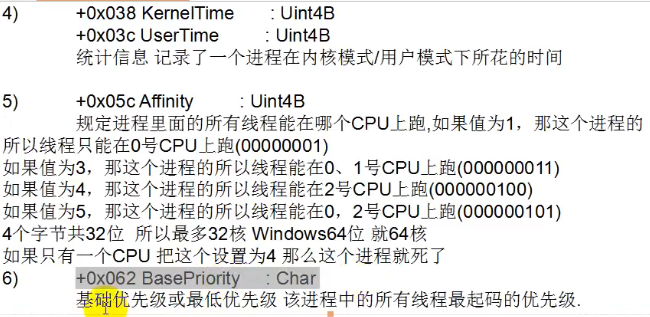 4) +0x038 KernelTime : Uint4B
+0x03c UserTime : Uint4B
统计信息 记录了一个进程在内核模式/用户模式下所花的时间
5) +0x05c Affinity : Uint4B
规定进程里面的所有线程能在哪个CPU上跑,如果值为1，那这个进程的
所以线程只能在0号CPU上跑(00000001)
如果值为3，那这个进程的所以线程能在0、1号CPU上跑(000000011)
如果值为4，那这个进程的所以线程能在2号CPU上跑(000000100)
如果值为5，那这个进程的所以线程能在0，2号CPU上跑(000000101)
4个字节共32位 所以最多32核 Windows64位 就64核
如果只有一个CPU 把这个设置为4 那么这个进程就死了
6) +0x062 BasePriority : Char
基础优先级或最低优先级 该进程中的所有线程最起码的优先级.